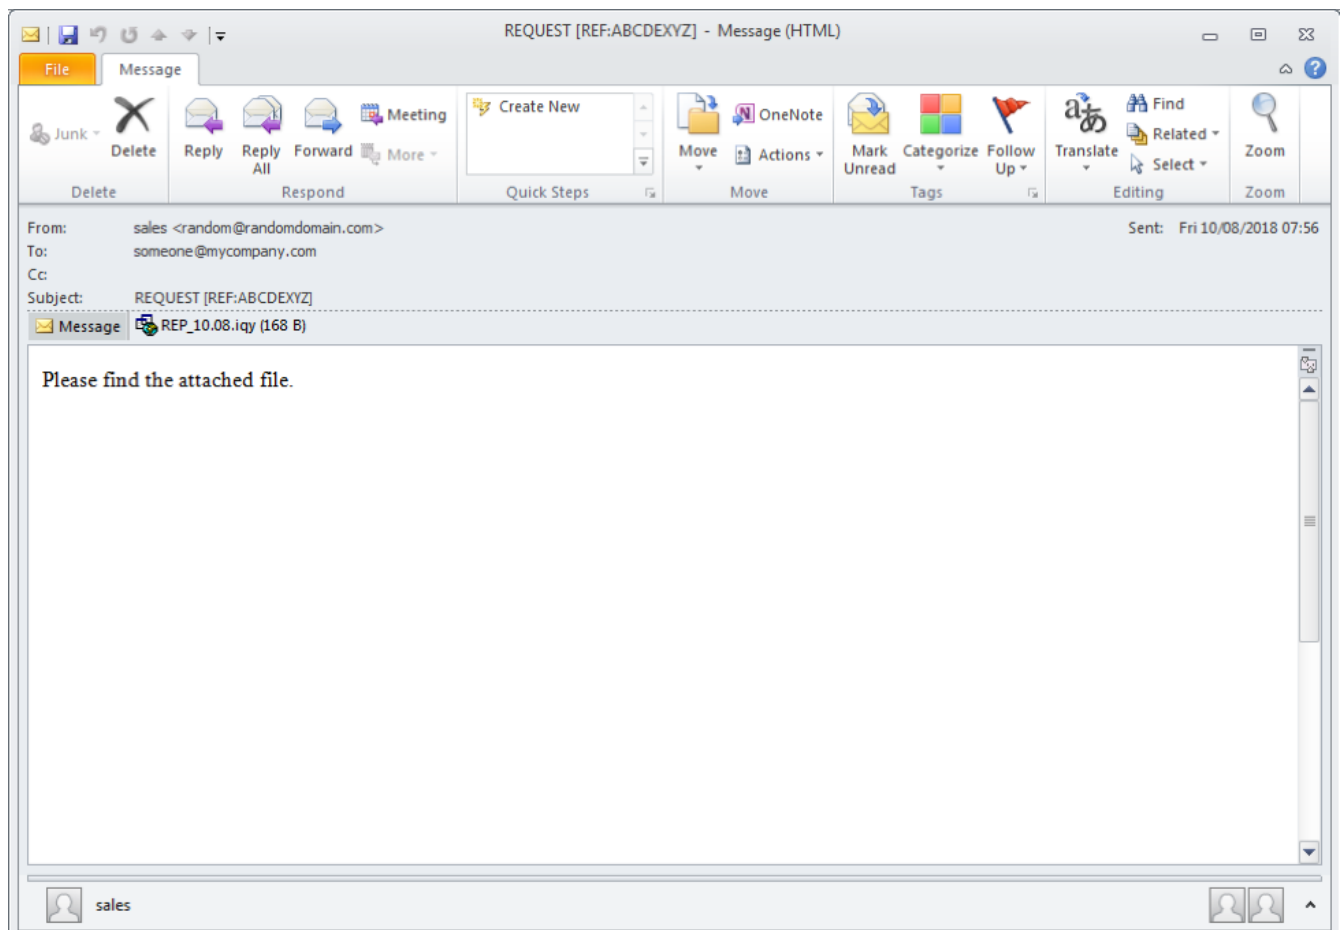 REQUEST [REF:ABCDEXYZ] - Message (HTML)
File Message
Junk Delete Reply Reply All Forward Meeting More Create New Move OneNote Actions Mark Unread Categorize Follow Up Translate Find Related Select Zoom
Delete Respond Quick Steps Move Tags Editing Zoom
From: sales <random@randomdomain.com> Sent: Fri 10/08/2018 07:56
To: someone@mycompany.com
Cc:
Subject: REQUEST [REF:ABCDEXYZ]
Message REP_10.08.iqy (168 B)
Please find the attached file.
sales